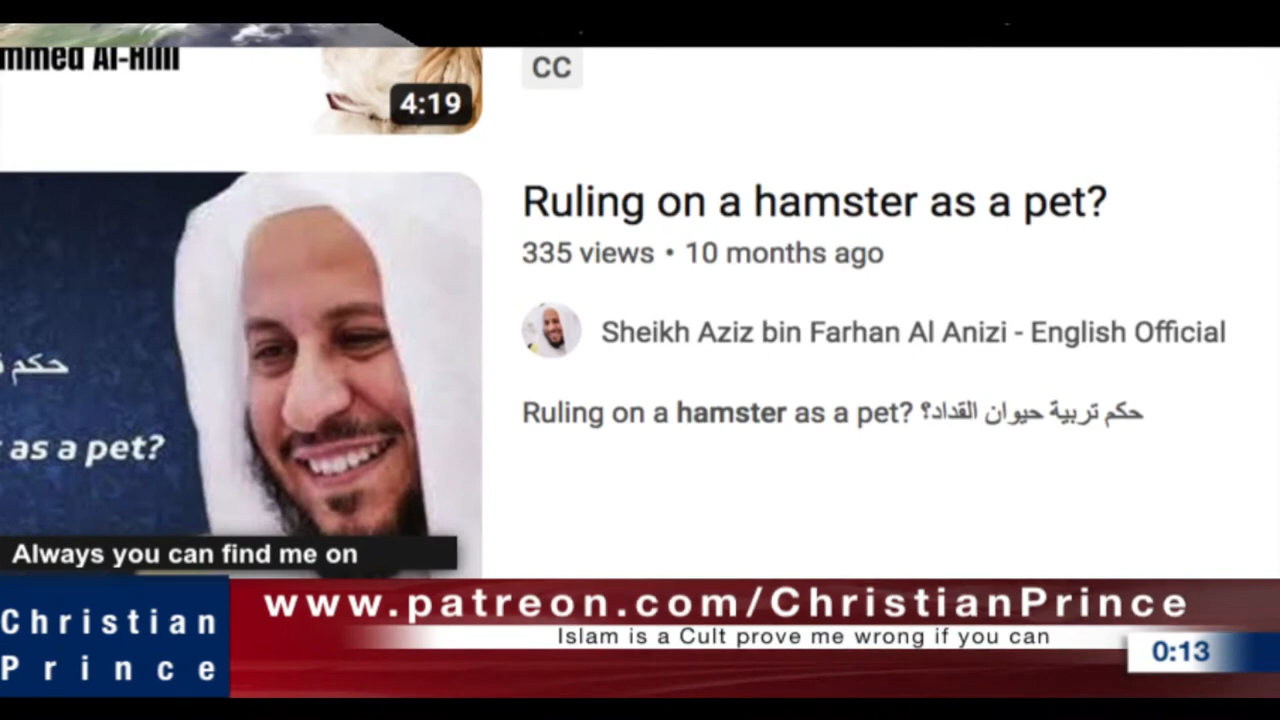 mmed Al-Hilli
4:19
CC
Ruling on a hamster as a pet?
335 views • 10 months ago
Sheikh Aziz bin Farhan Al Anizi - English Official
Ruling on a hamster as a pet? حكم تربية حيوان القداد؟
حكم
as a pet?
Always you can find me on
Christian
Prince
www.patreon.com/ChristianPrince
Islam is a Cult prove me wrong if you can
0:13